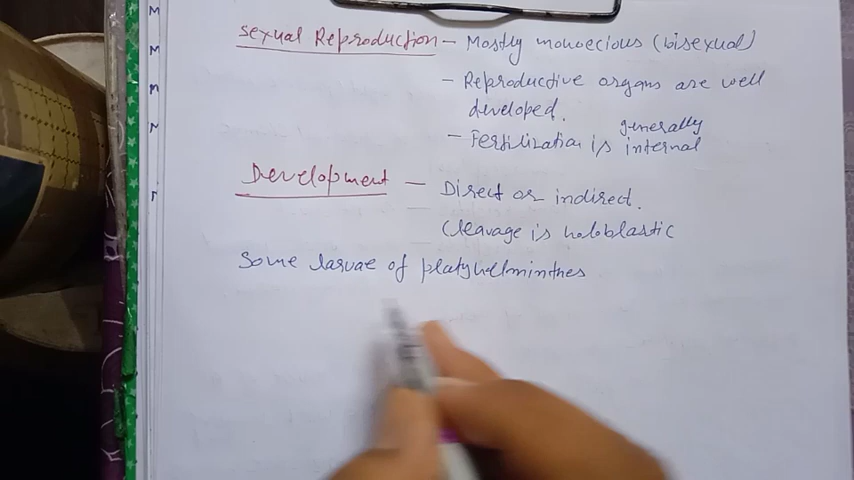 Sexual Reproduction - Mostly monoecious (bisexual)
- Reproductive organs are well
developed.
- Fertilization is generally internal
Development - Direct or indirect.
Cleavage is holoblastic
Some larvae of platyhelminthes